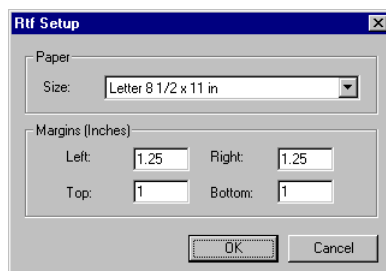 Rtf Setup
Paper
Size: Letter 8 1/2 x 11 in
Margins (Inches)
Left: 1.25 Right: 1.25
Top: 1 Bottom: 1
OK Cancel